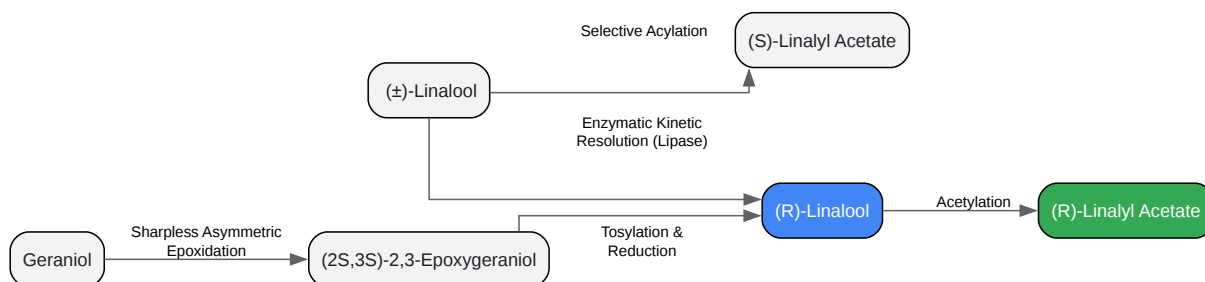 Selective Acylation
(S)-Linalyl Acetate
(±)-Linalool
Enzymatic Kinetic
Resolution (Lipase)
(R)-Linalool
Acetylation
(R)-Linalyl Acetate
Sharpless Asymmetric
Epoxidation
Tosylation &
Reduction
Geraniol
(2S,3S)-2,3-Epoxygeraniol